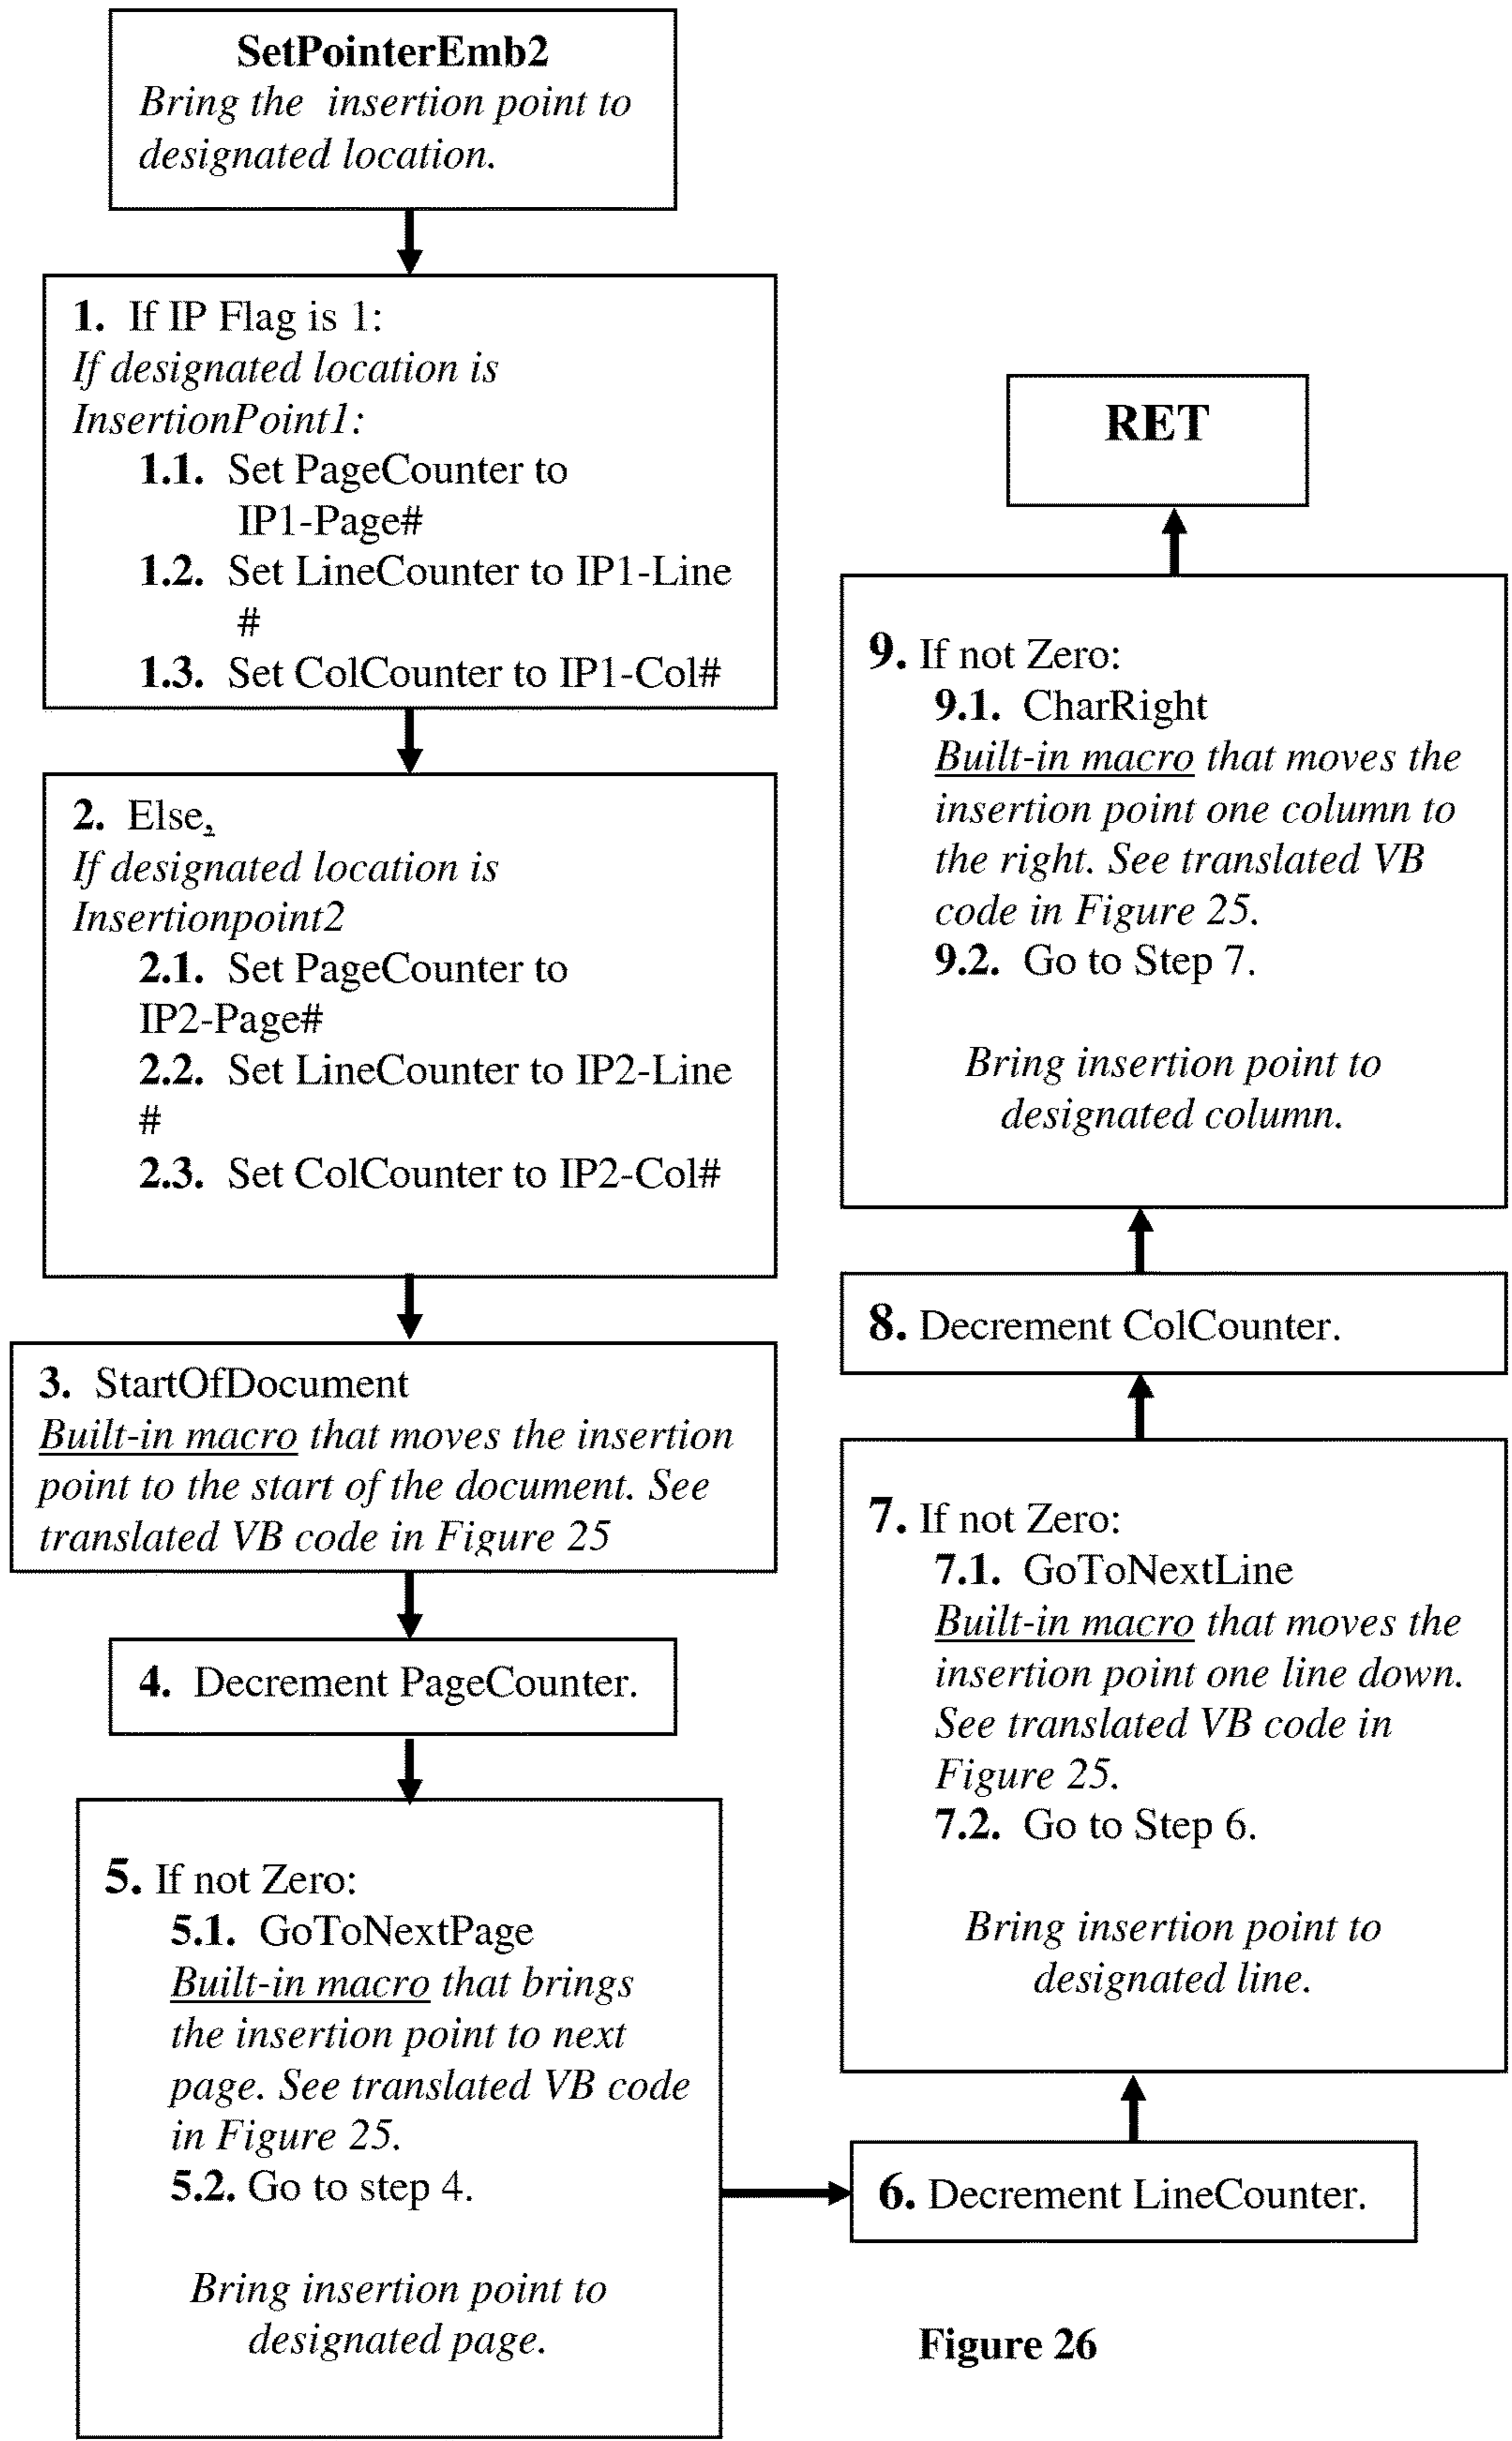 SetPointerEmb2
Bring the insertion point to
designated location.
1. If IP Flag is 1:
If designated location is
InsertionPoint1:
1.1. Set PageCounter to
IP1-Page#
1.2. Set LineCounter to IP1-Line
#
1.3. Set ColCounter to IP1-Col#
2. Else,
If designated location is
Insertionpoint2
2.1. Set PageCounter to
IP2-Page#
2.2. Set LineCounter to IP2-Line
#
2.3. Set ColCounter to IP2-Col#
3. StartOfDocument
Built-in macro that moves the insertion
point to the start of the document. See
translated VB code in Figure 25
4. Decrement PageCounter.
5. If not Zero:
5.1. GoToNextPage
Built-in macro that brings
the insertion point to next
page. See translated VB code
in Figure 25.
5.2. Go to step 4.
Bring insertion point to
designated page.
6. Decrement LineCounter.
7. If not Zero:
7.1. GoToNextLine
Built-in macro that moves the
insertion point one line down.
See translated VB code in
Figure 25.
7.2. Go to Step 6.
Bring insertion point to
designated line.
8. Decrement ColCounter.
9. If not Zero:
9.1. CharRight
Built-in macro that moves the
insertion point one column to
the right. See translated VB
code in Figure 25.
9.2. Go to Step 7.
Bring insertion point to
designated column.
RET
Figure 26